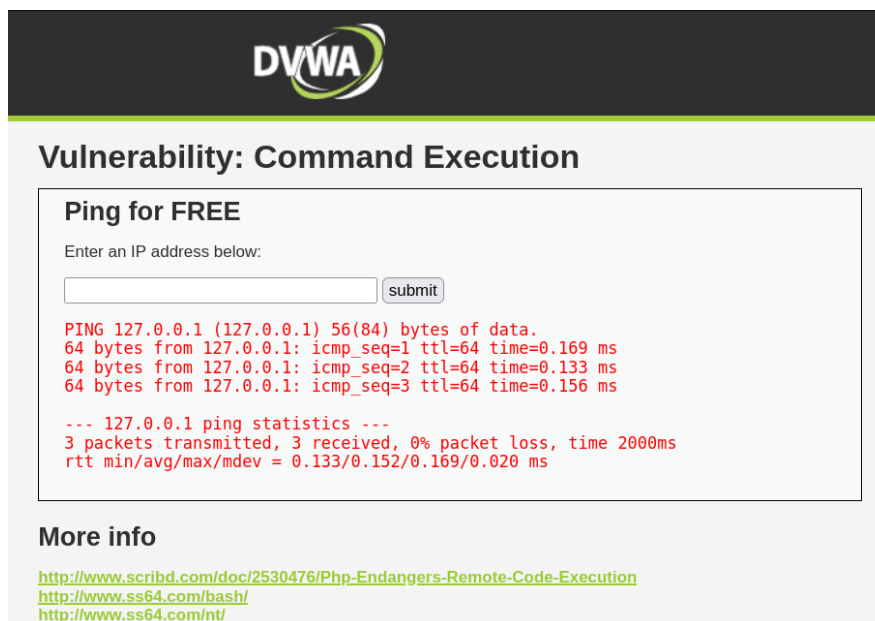 DVWA
Vulnerability: Command Execution
Ping for FREE
Enter an IP address below:
submit
PING 127.0.0.1 (127.0.0.1) 56(84) bytes of data.
64 bytes from 127.0.0.1: icmp_seq=1 ttl=64 time=0.169 ms
64 bytes from 127.0.0.1: icmp_seq=2 ttl=64 time=0.133 ms
64 bytes from 127.0.0.1: icmp_seq=3 ttl=64 time=0.156 ms
--- 127.0.0.1 ping statistics ---
3 packets transmitted, 3 received, 0% packet loss, time 2000ms
rtt min/avg/max/mdev = 0.133/0.152/0.169/0.020 ms
More info
http://www.scribd.com/doc/2530476/Php-Endangers-Remote-Code-Execution
http://www.ss64.com/bash/
http://www.ss64.com/nt/